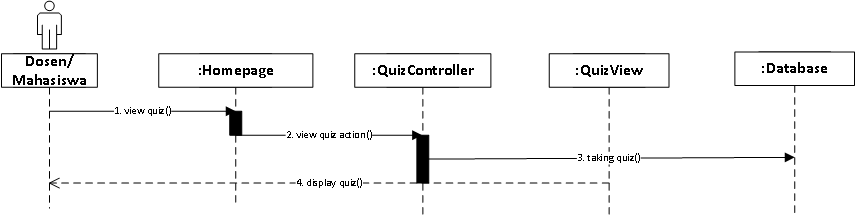 Dosen/
Mahasiswa
:Homepage
:QuizController
:QuizView
:Database
1. view quiz()
2. view quiz action()
3. taking quiz()
4. display quiz()